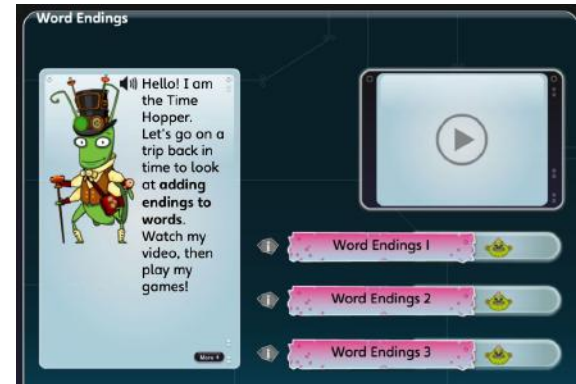 Word Endings
Hello! I am
the Time
Hopper.
Let's go on a
trip back in
time to look
at adding
endings to
words.
Watch my
video, then
play my
games!
More
i
Word Endings 1
i
Word Endings 2
i
Word Endings 3